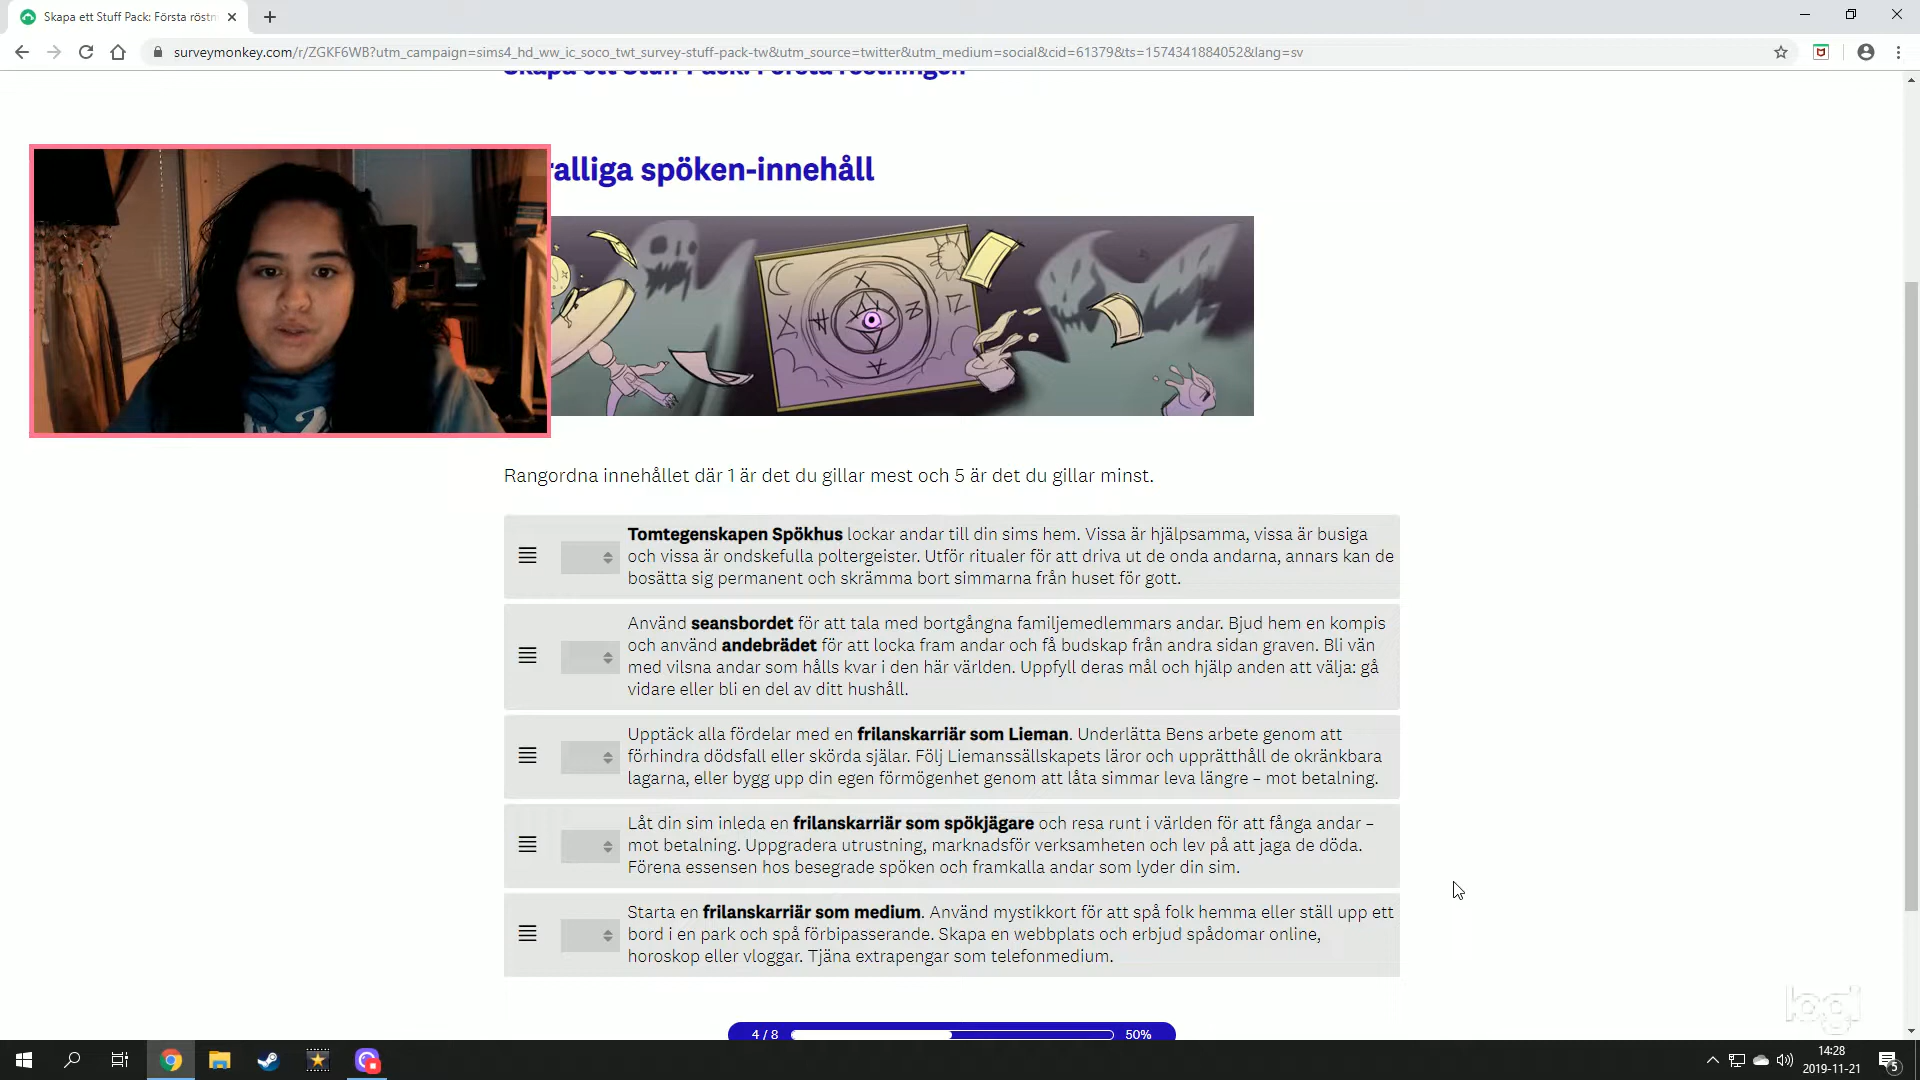 Skapa ett Stuff Pack: Första röstn
surveymonkey.com/r/ZGKF6WB?utm_campaign=sims4_hd_ww_ic_soco_twt_survey-stuff-pack-tw&utm_source=twitter&utm_medium=social&cid=61379&ts=1574341884052&lang=sv
Skapa ett Stuff Pack: Första röstningen
ralliga spöken-innehåll
Rangordna innehållet där 1 är det du gillar mest och 5 är det du gillar minst.
Tomtegenskapen Spökhus lockar andar till din sims hem. Vissa är hjälpsamma, vissa är busiga
och vissa är ondskefulla poltergeister. Utför ritualer för att driva ut de onda andarna, annars kan de
bosätta sig permanent och skrämma bort simmarna från huset för gott.
Använd seansbordet för att tala med bortgångna familjemedlemmars andar. Bjud hem en kompis
och använd andebrädet för att locka fram andar och få budskap från andra sidan graven. Bli vän
med vilsna andar som hålls kvar i den här världen. Uppfyll deras mål och hjälp anden att välja: gå
vidare eller bli en del av ditt hushåll.
Upptäck alla fördelar med en frilanskarriär som Lieman. Underlätta Bens arbete genom att
förhindra dödsfall eller skörda själar. Följ Liemanssällskapets läror och upprätthåll de okränkbara
lagarna, eller bygg upp din egen förmögenhet genom att låta simmar leva längre – mot betalning.
Låt din sim inleda en frilanskarriär som spökjägare och resa runt i världen för att fånga andar –
mot betalning. Uppgradera utrustning, marknadsför verksamheten och lev på att jaga de döda.
Förena essensen hos besegrade spöken och framkalla andar som lyder din sim.
Starta en frilanskarriär som medium. Använd mystikkort för att spå folk hemma eller ställ upp ett
bord i en park och spå förbipasserande. Skapa en webbplats och erbjud spådomar online,
horoskop eller vloggar. Tjäna extrapengar som telefonmedium.
4 / 8
50%
logi
14:28
2019-11-21
5